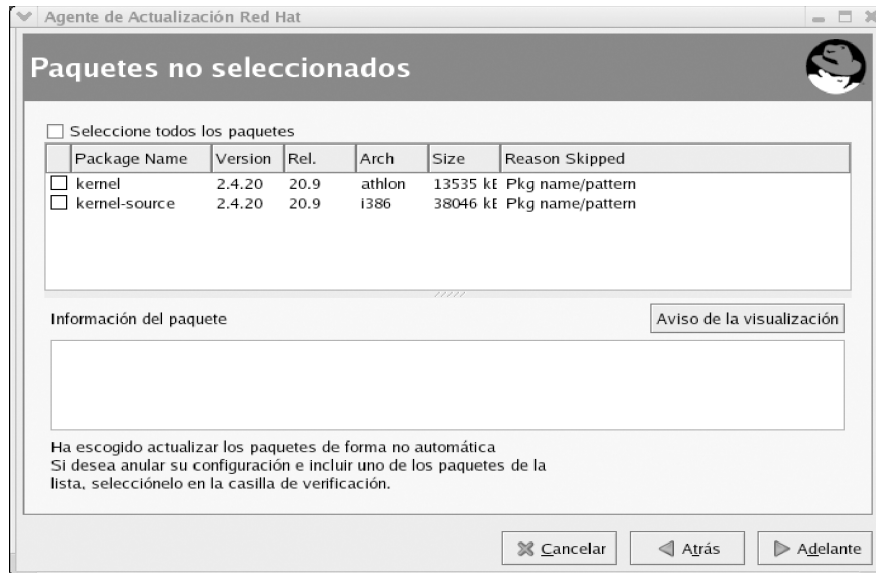 Agente de Actualización Red Hat
Paquetes no seleccionados
Seleccione todos los paquetes
Package Name Version Rel. Arch Size Reason Skipped
kernel 2.4.20 20.9 athlon 13535 kB Pkg name/pattern
kernel-source 2.4.20 20.9 i386 38046 kB Pkg name/pattern
Información del paquete Aviso de la visualización
Ha escogido actualizar los paquetes de forma no automática
Si desea anular su configuración e incluir uno de los paquetes de la
lista, selecciónelo en la casilla de verificación.
Cancelar Atrás Adelante